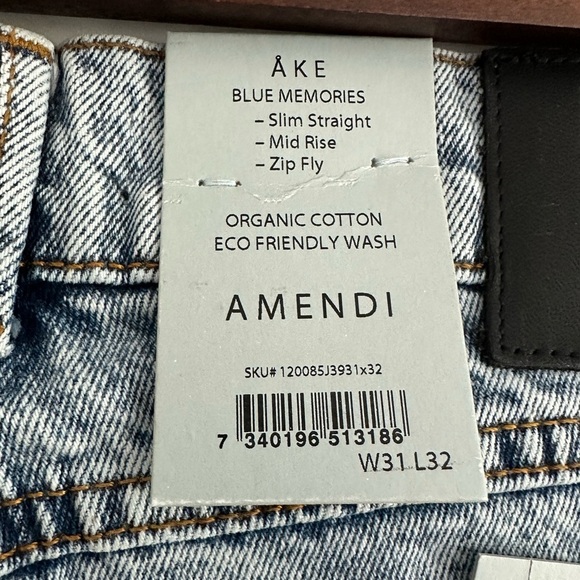 ÅKE
BLUE MEMORIES
– Slim Straight
– Mid Rise
– Zip Fly
ORGANIC COTTON
ECO FRIENDLY WASH
AMENDI
SKU# 120085J3931x32
7 340196 513186
W31 L32